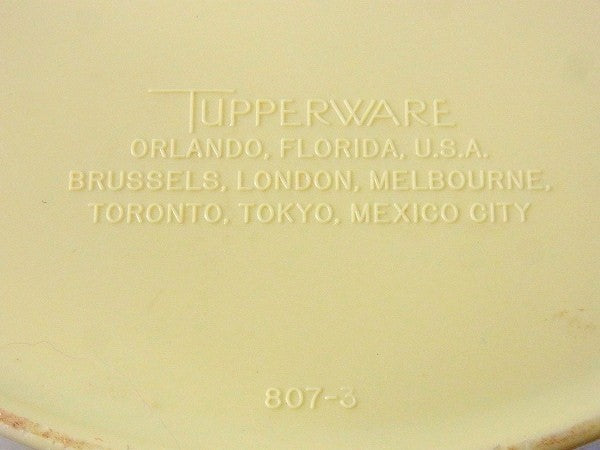 TUPPERWARE
ORLANDO, FLORIDA, U.S.A.
BRUSSELS, LONDON, MELBOURNE,
TORONTO, TOKYO, MEXICO CITY
807-3